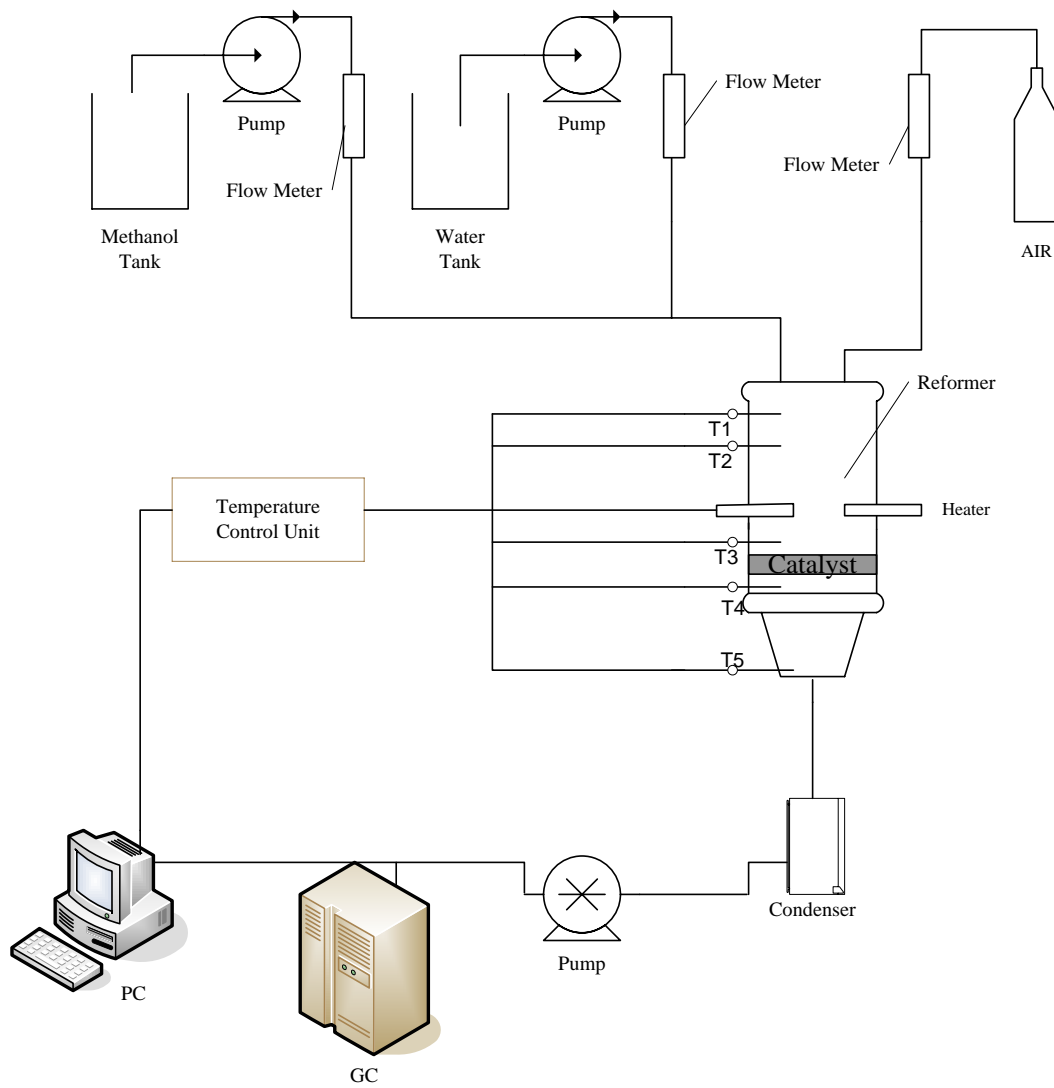 Pump
Pump
Flow Meter
Flow Meter
Flow Meter
Methanol
Tank
Water
Tank
AIR
Reformer
T1
T2
Temperature
Control Unit
Heater
T3
Catalyst
T4
T5
Condenser
Pump
PC
GC